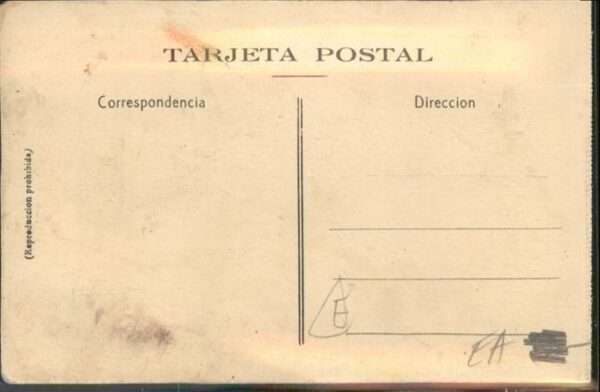 TARJETA POSTAL
Correspondencia
Direccion
(Reproduccion prohibida)
E
EA